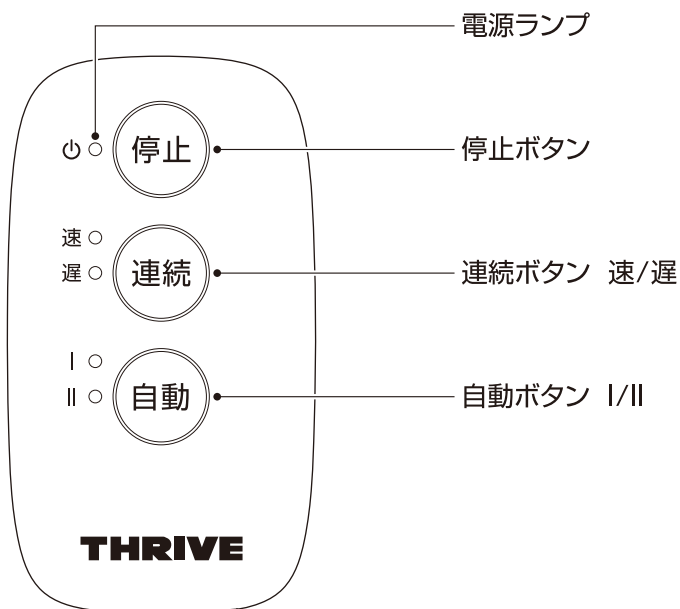 電源ランプ
停止
停止ボタン
速
遅
連続
連続ボタン 速/遅
I
II
自動
自動ボタン I/II
THRIVE